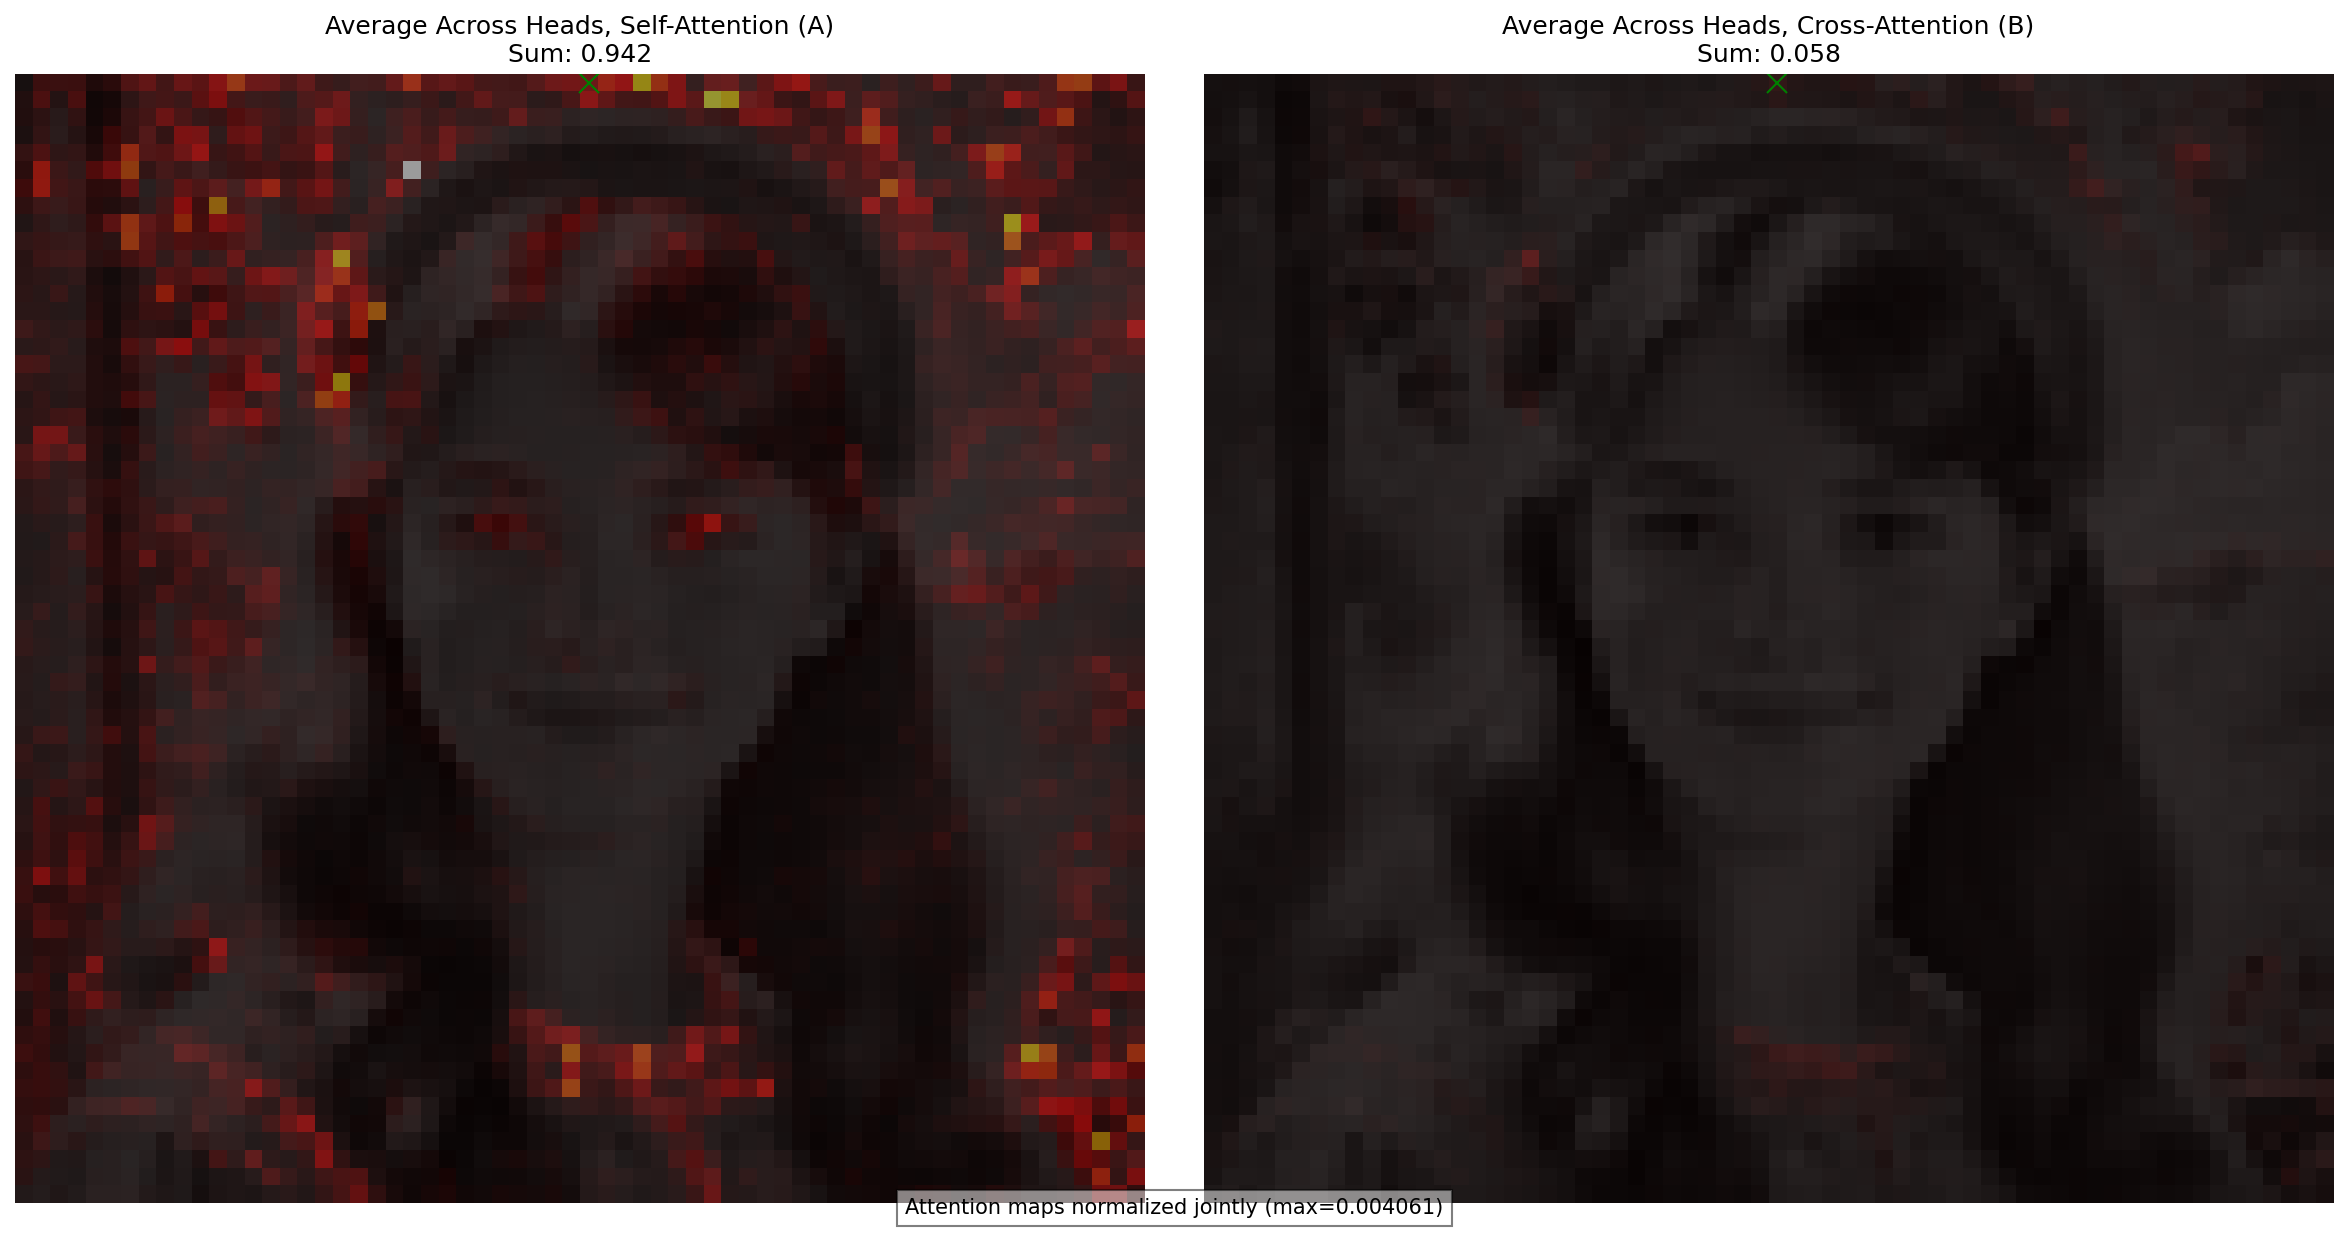 Average Across Heads, Self-Attention (A)
Sum: 0.942
Average Across Heads, Cross-Attention (B)
Sum: 0.058
Attention maps normalized jointly (max=0.004061)